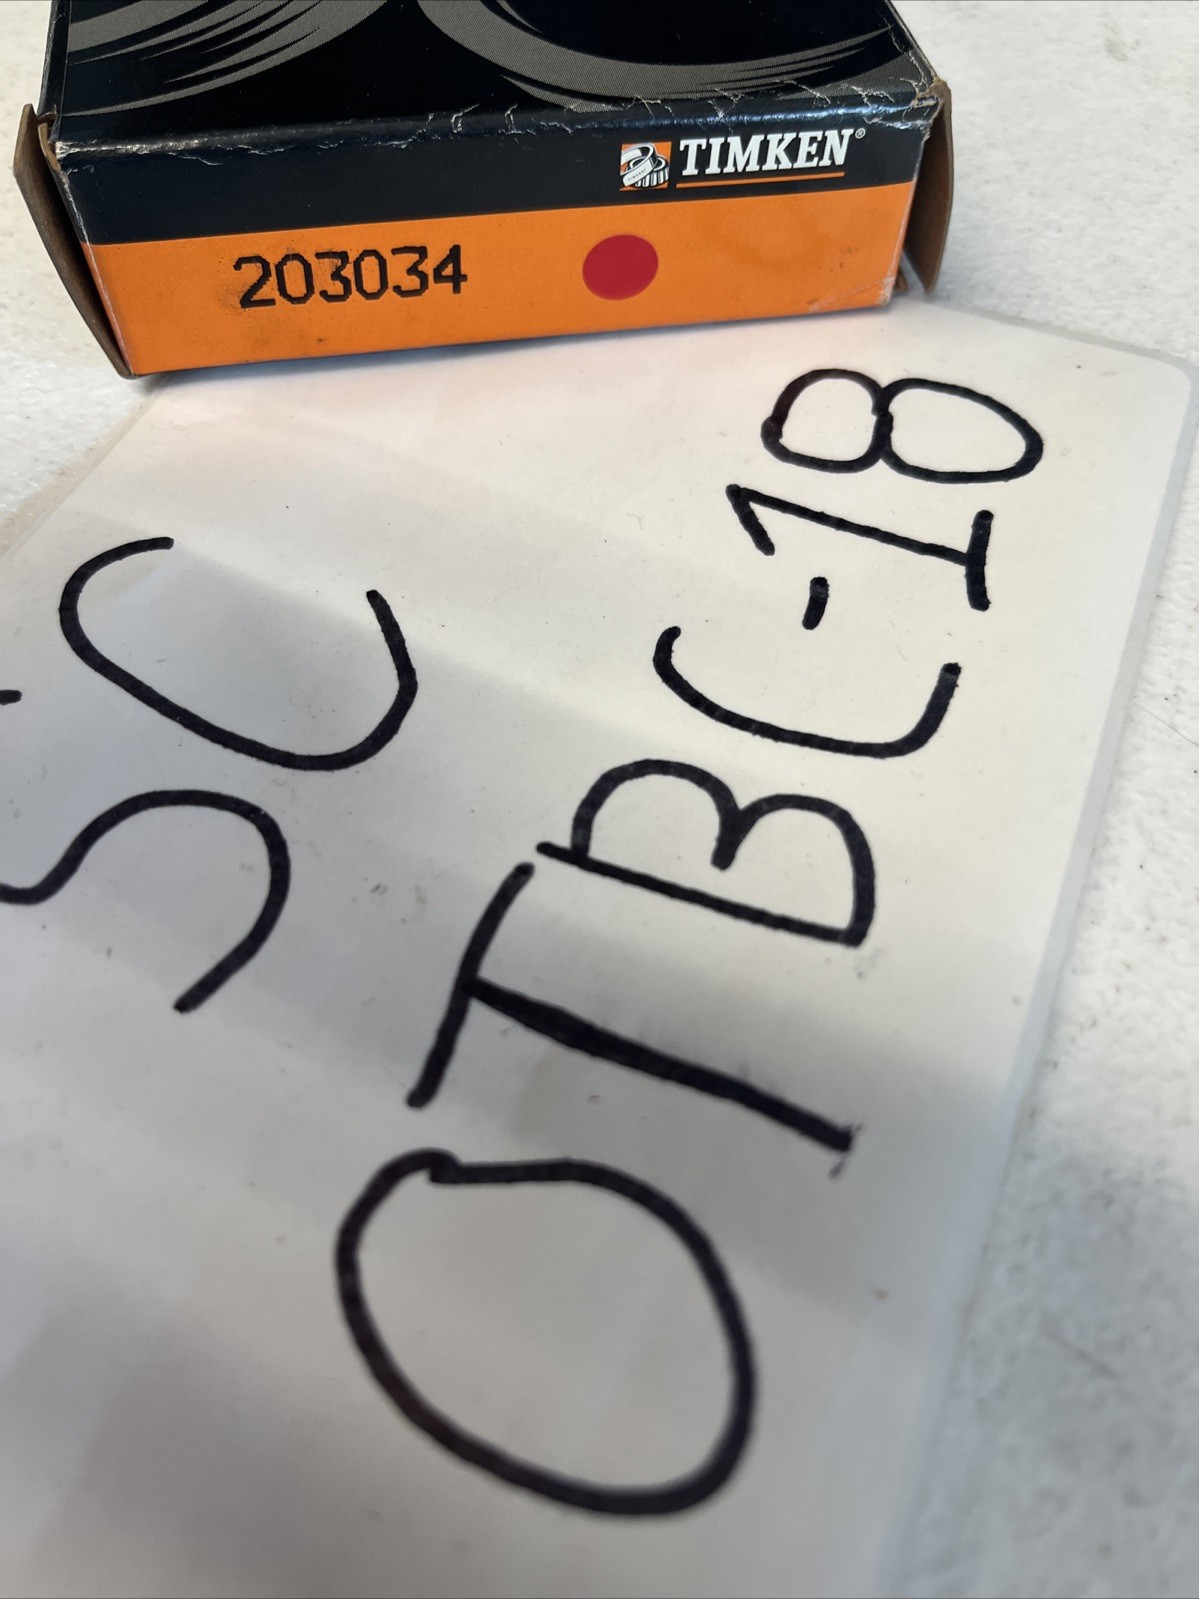 TIMKEN®
203034
SC
OTBC-18